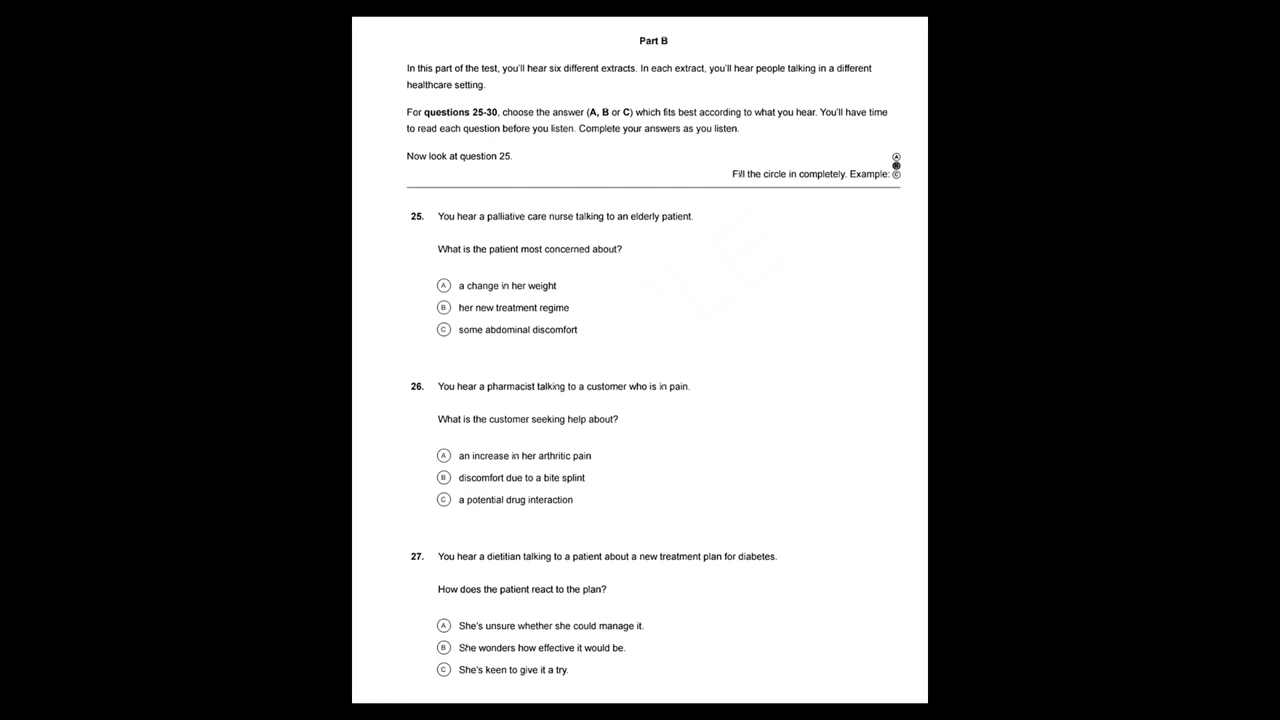 Part B
In this part of the test, you'll hear six different extracts. In each extract, you'll hear people talking in a different
healthcare setting.
For questions 25-30, choose the answer (A, B or C) which fits best according to what you hear. You'll have time
to read each question before you listen. Complete your answers as you listen.
Now look at question 25.
A
B
Fill the circle in completely. Example: C
25. You hear a palliative care nurse talking to an elderly patient.
What is the patient most concerned about?
A a change in her weight
B her new treatment regime
C some abdominal discomfort
26. You hear a pharmacist talking to a customer who is in pain.
What is the customer seeking help about?
A an increase in her arthritic pain
B discomfort due to a bite splint
C a potential drug interaction
27. You hear a dietitian talking to a patient about a new treatment plan for diabetes.
How does the patient react to the plan?
A She's unsure whether she could manage it.
B She wonders how effective it would be.
C She's keen to give it a try.